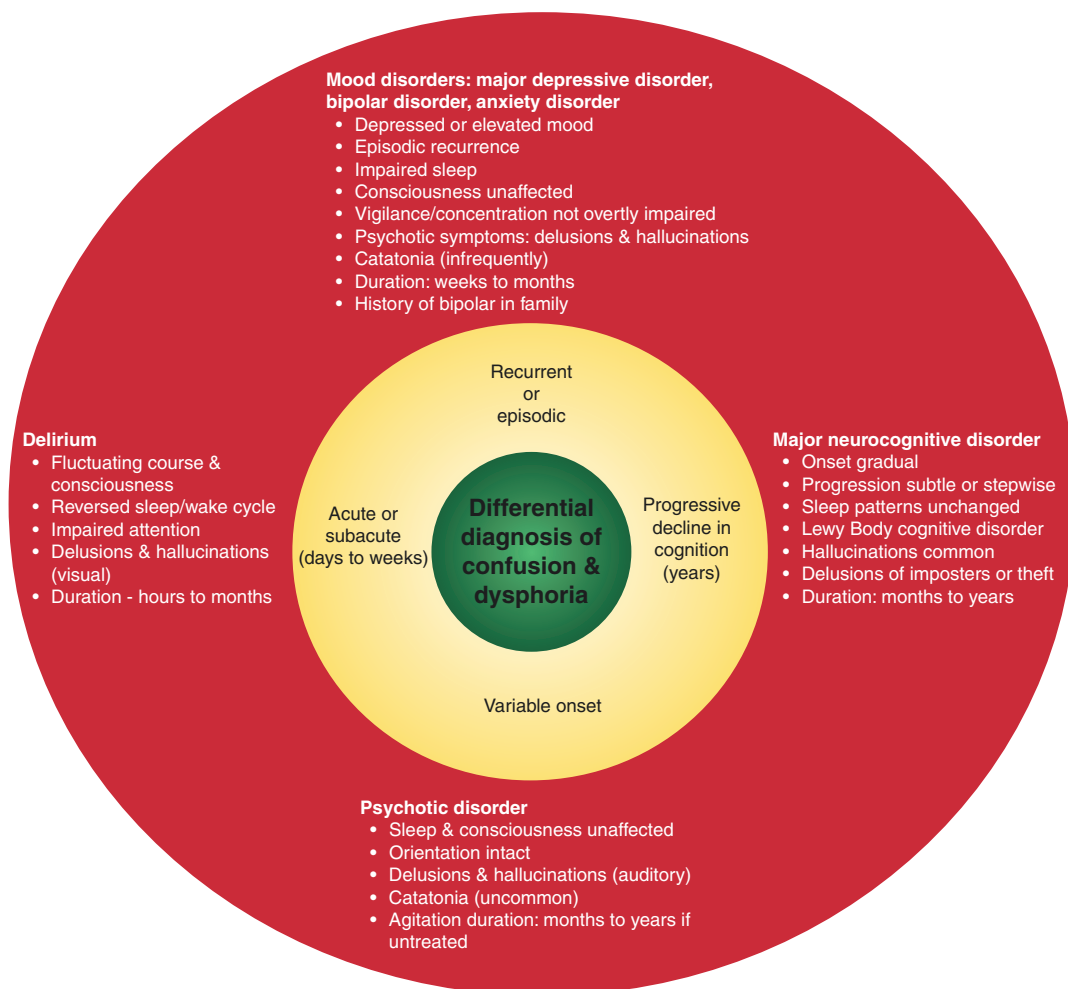 Mood disorders: major depressive disorder,
bipolar disorder, anxiety disorder
• Depressed or elevated mood
• Episodic recurrence
• Impaired sleep
• Consciousness unaffected
• Vigilance/concentration not overtly impaired
• Psychotic symptoms: delusions & hallucinations
• Catatonia (infrequently)
• Duration: weeks to months
• History of bipolar in family
Recurrent
or
episodic
Delirium
• Fluctuating course &
consciousness
• Reversed sleep/wake cycle
• Impaired attention
• Delusions & hallucinations
(visual)
• Duration - hours to months
Acute or
subacute
(days to weeks)
Differential
diagnosis of
confusion &
dysphoria
Progressive
decline in
cognition
(years)
Major neurocognitive disorder
• Onset gradual
• Progression subtle or stepwise
• Sleep patterns unchanged
• Lewy Body cognitive disorder
• Hallucinations common
• Delusions of imposters or theft
• Duration: months to years
Variable onset
Psychotic disorder
• Sleep & consciousness unaffected
• Orientation intact
• Delusions & hallucinations (auditory)
• Catatonia (uncommon)
• Agitation duration: months to years if
untreated